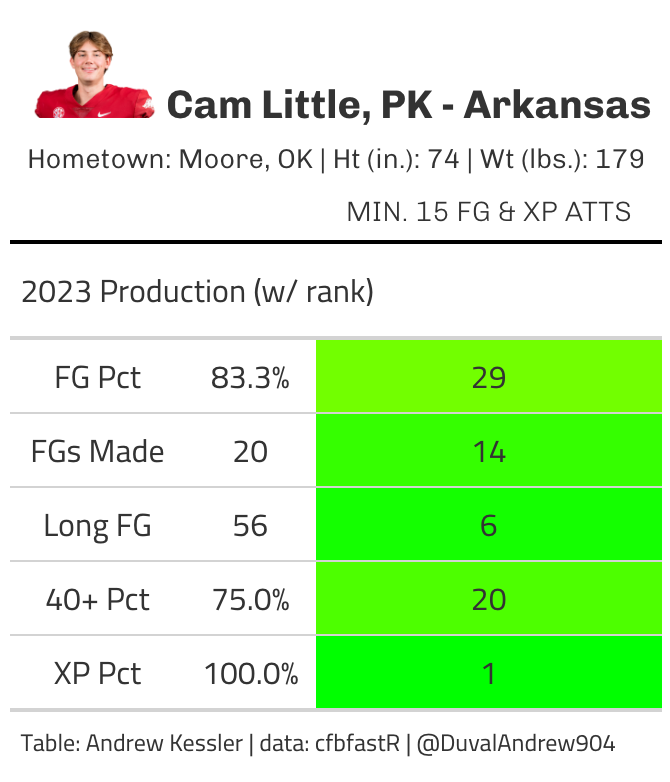 Cam Little, PK - Arkansas
Hometown: Moore, OK | Ht (in.): 74 | Wt (lbs.): 179
MIN. 15 FG & XP ATTS
2023 Production (w/ rank)
FG Pct 83.3% 29
FGs Made 20 14
Long FG 56 6
40+ Pct 75.0% 20
XP Pct 100.0% 1
Table: Andrew Kessler | data: cfbfastR | @DuvalAndrew904